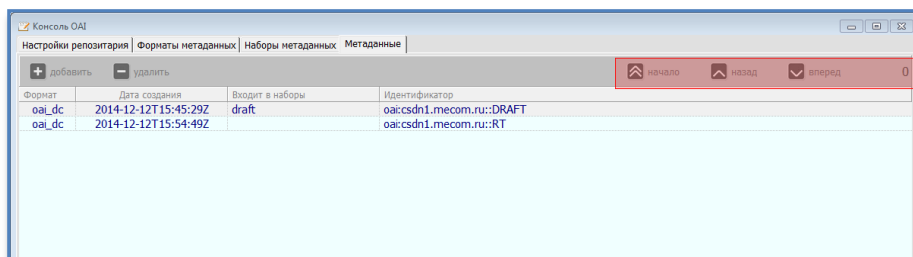 Консоль OAI
Настройки репозитария Форматы метаданных Наборы метаданных Метаданные
добавить удалить начало назад вперед 0
Формат Дата создания Входит в наборы Идентификатор
oai_dc 2014-12-12T15:45:29Z draft oai:csdn1.mecom.ru::DRAFT
oai_dc 2014-12-12T15:54:49Z oai:csdn1.mecom.ru::RT